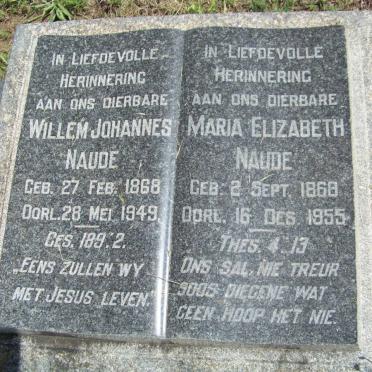 IN LIEFDEVOLLE
HERINNERING
AAN ONS DIERBARE
WILLEM JOHANNES
NAUDE
GEB. 27 FEB. 1868
OORL. 28 MEI. 1949.
GES. 189. 2.
„EENS ZULLEN WY
MET JESUS LEVEN."
IN LIEFDEVOLLE
HERINNERING
AAN ONS DIERBARE
MARIA ELIZABETH
NAUDE
GEB. 2 SEPT. 1868
OORL. 16 DES 1955
THES. 4. 13
ONS SAL NIE TREUR
SOOS DIEGENE WAT
GEEN HOOP HET NIE.